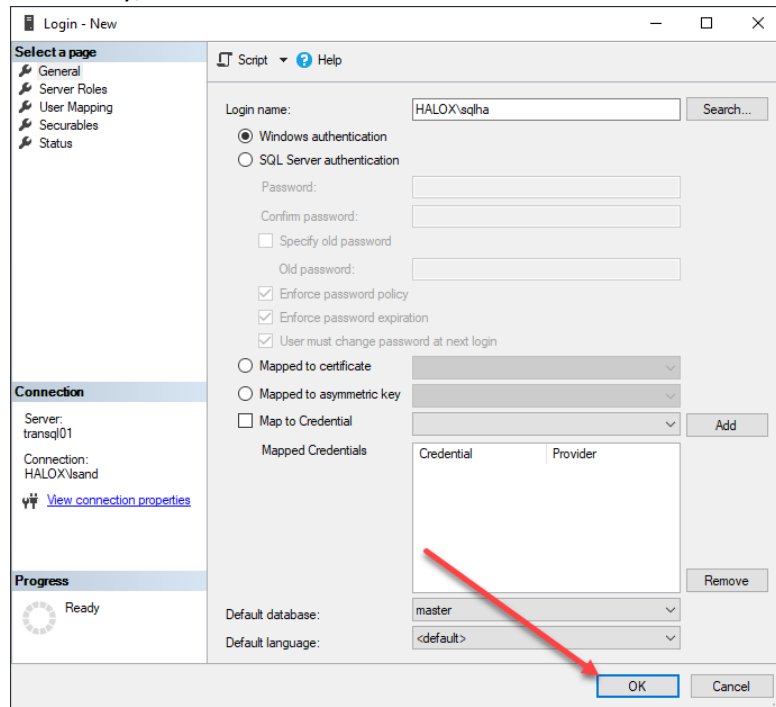 Login - New
Select a page
General
Server Roles
User Mapping
Securables
Status
Script
Help
Login name:
HALOX\sqlha
Search...
Windows authentication
SQL Server authentication
Password:
Confirm password:
Specify old password
Old password:
Enforce password policy
Enforce password expiration
User must change password at next login
Mapped to certificate
Mapped to asymmetric key
Map to Credential
Add
Mapped Credentials
Credential Provider
Remove
Default database:
master
Default language:
<default>
Connection
Server:
transql01
Connection:
HALOX\lsand
View connection properties
Progress
Ready
OK
Cancel